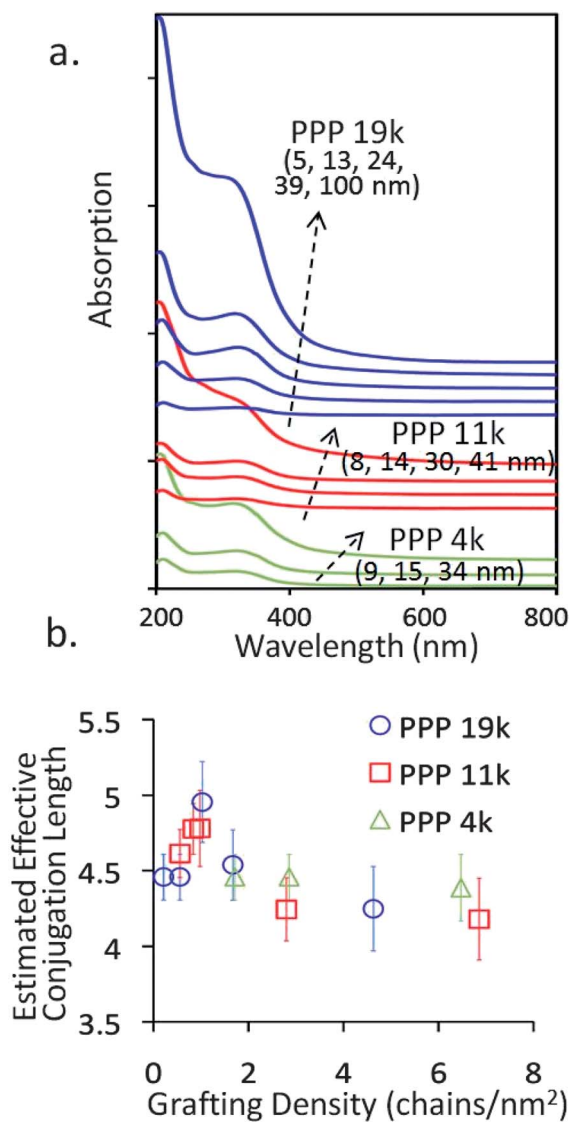 a.
PPP 19k
(5, 13, 24,
39, 100 nm)
Absorption
PPP 11k
(8, 14, 30, 41 nm)
PPP 4k
(9, 15, 34 nm)
200 400 600 800
Wavelength (nm)
b.
5.5
5
4.5
4
3.5
Estimated Effective
Conjugation Length
PPP 19k
PPP 11k
PPP 4k
0 2 4 6 8
Grafting Density (chains/nm²)